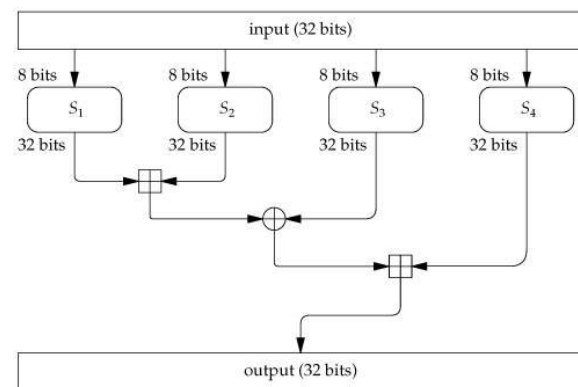 input (32 bits)
8 bits 8 bits 8 bits 8 bits
S1 S2 S3 S4
32 bits 32 bits 32 bits 32 bits
output (32 bits)